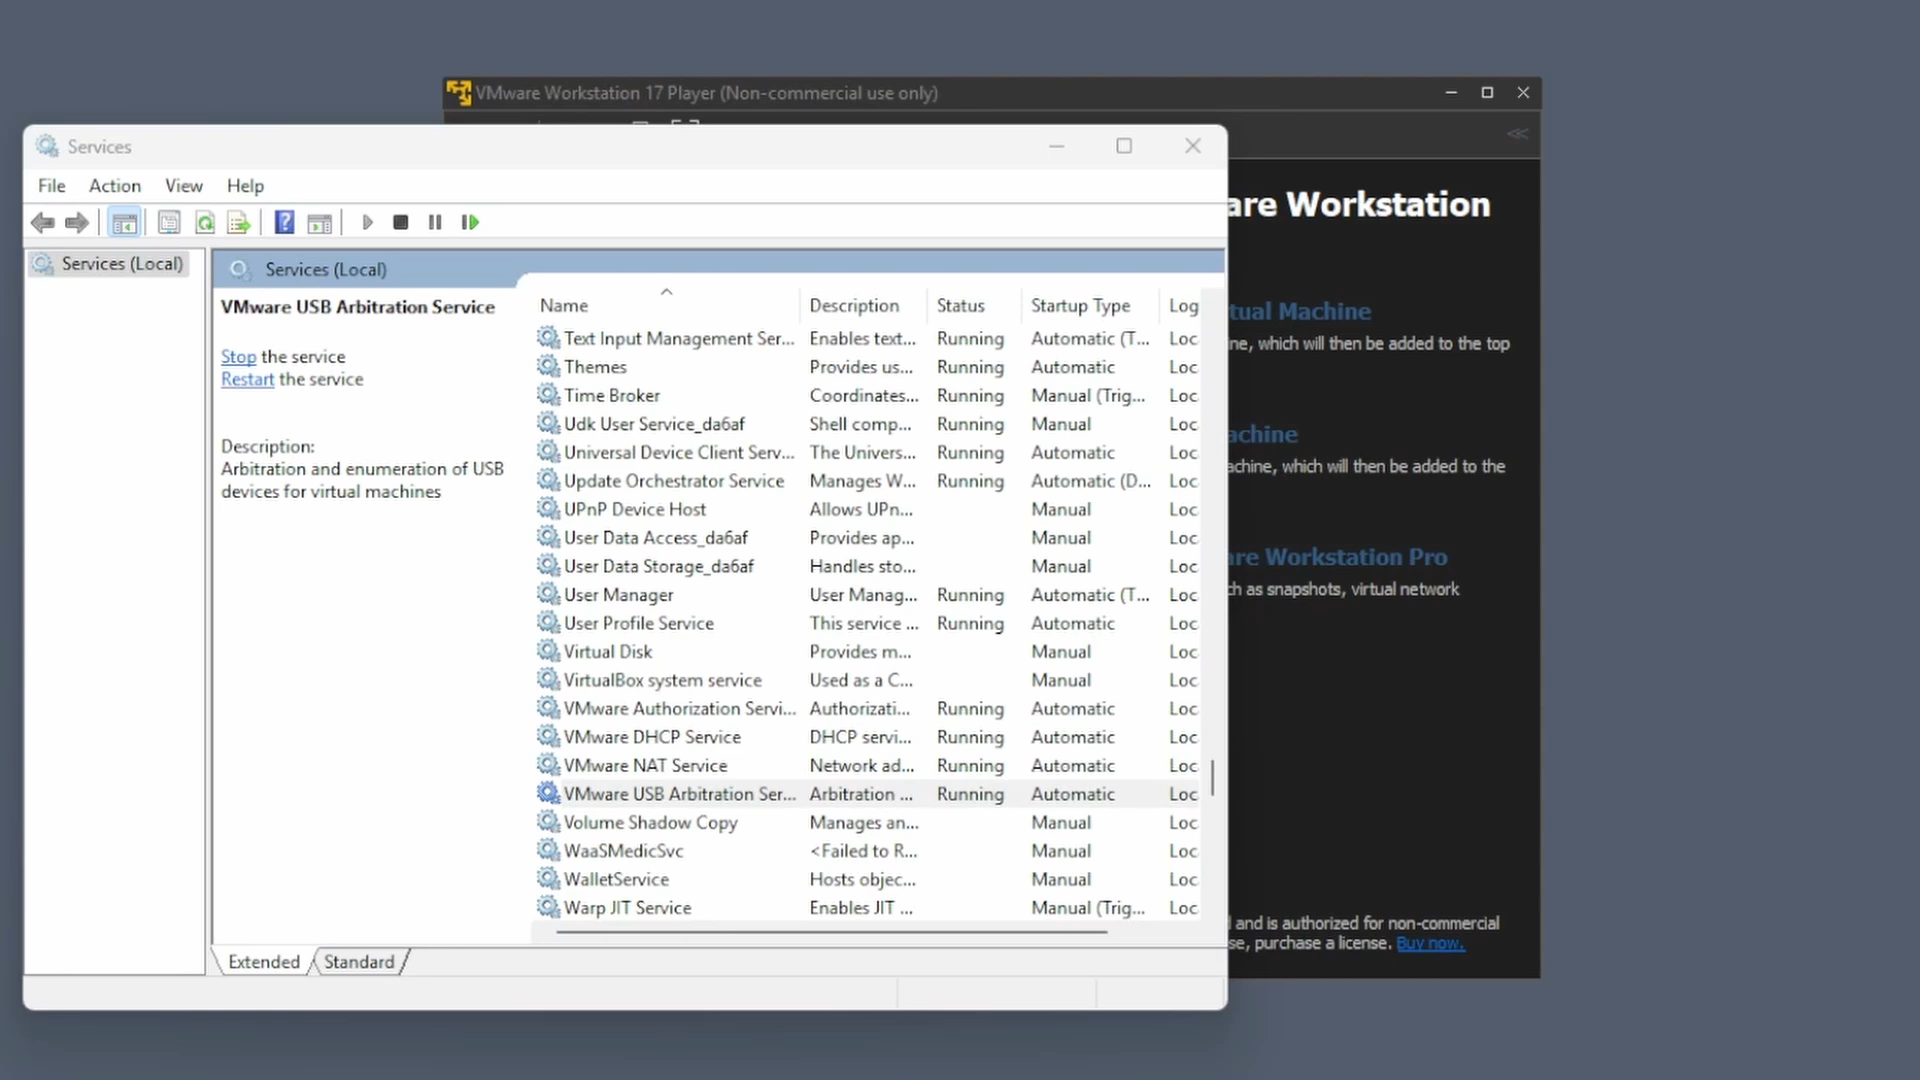 VMware Workstation 17 Player (Non-commercial use only)
Services
File Action View Help
Services (Local)
Services (Local)
VMware USB Arbitration Service
Stop the service
Restart the service
Description:
Arbitration and enumeration of USB
devices for virtual machines
Name Description Status Startup Type Log
Text Input Management Ser... Enables text... Running Automatic (T... Loc
Themes Provides us... Running Automatic Loc
Time Broker Coordinates... Running Manual (Trig... Loc
Udk User Service_da6af Shell comp... Running Manual Loc
Universal Device Client Serv... The Univers... Running Automatic Loc
Update Orchestrator Service Manages W... Running Automatic (D... Loc
UPnP Device Host Allows UPn... Manual Loc
User Data Access_da6af Provides ap... Manual Loc
User Data Storage_da6af Handles sto... Manual Loc
User Manager User Manag... Running Automatic (T... Loc
User Profile Service This service ... Running Automatic Loc
Virtual Disk Provides m... Manual Loc
VirtualBox system service Used as a C... Manual Loc
VMware Authorization Servi... Authorizati... Running Automatic Loc
VMware DHCP Service DHCP servi... Running Automatic Loc
VMware NAT Service Network ad... Running Automatic Loc
VMware USB Arbitration Ser... Arbitration ... Running Automatic Loc
Volume Shadow Copy Manages an... Manual Loc
WaaSMedicSvc <Failed to R... Manual Loc
WalletService Hosts objec... Manual Loc
Warp JIT Service Enables JIT ... Manual (Trig... Loc
Extended Standard
are Workstation
tual Machine
ne, which will then be added to the top
achine
achine, which will then be added to the
are Workstation Pro
ch as snapshots, virtual network
and is authorized for non-commercial
se, purchase a license. Buy now.